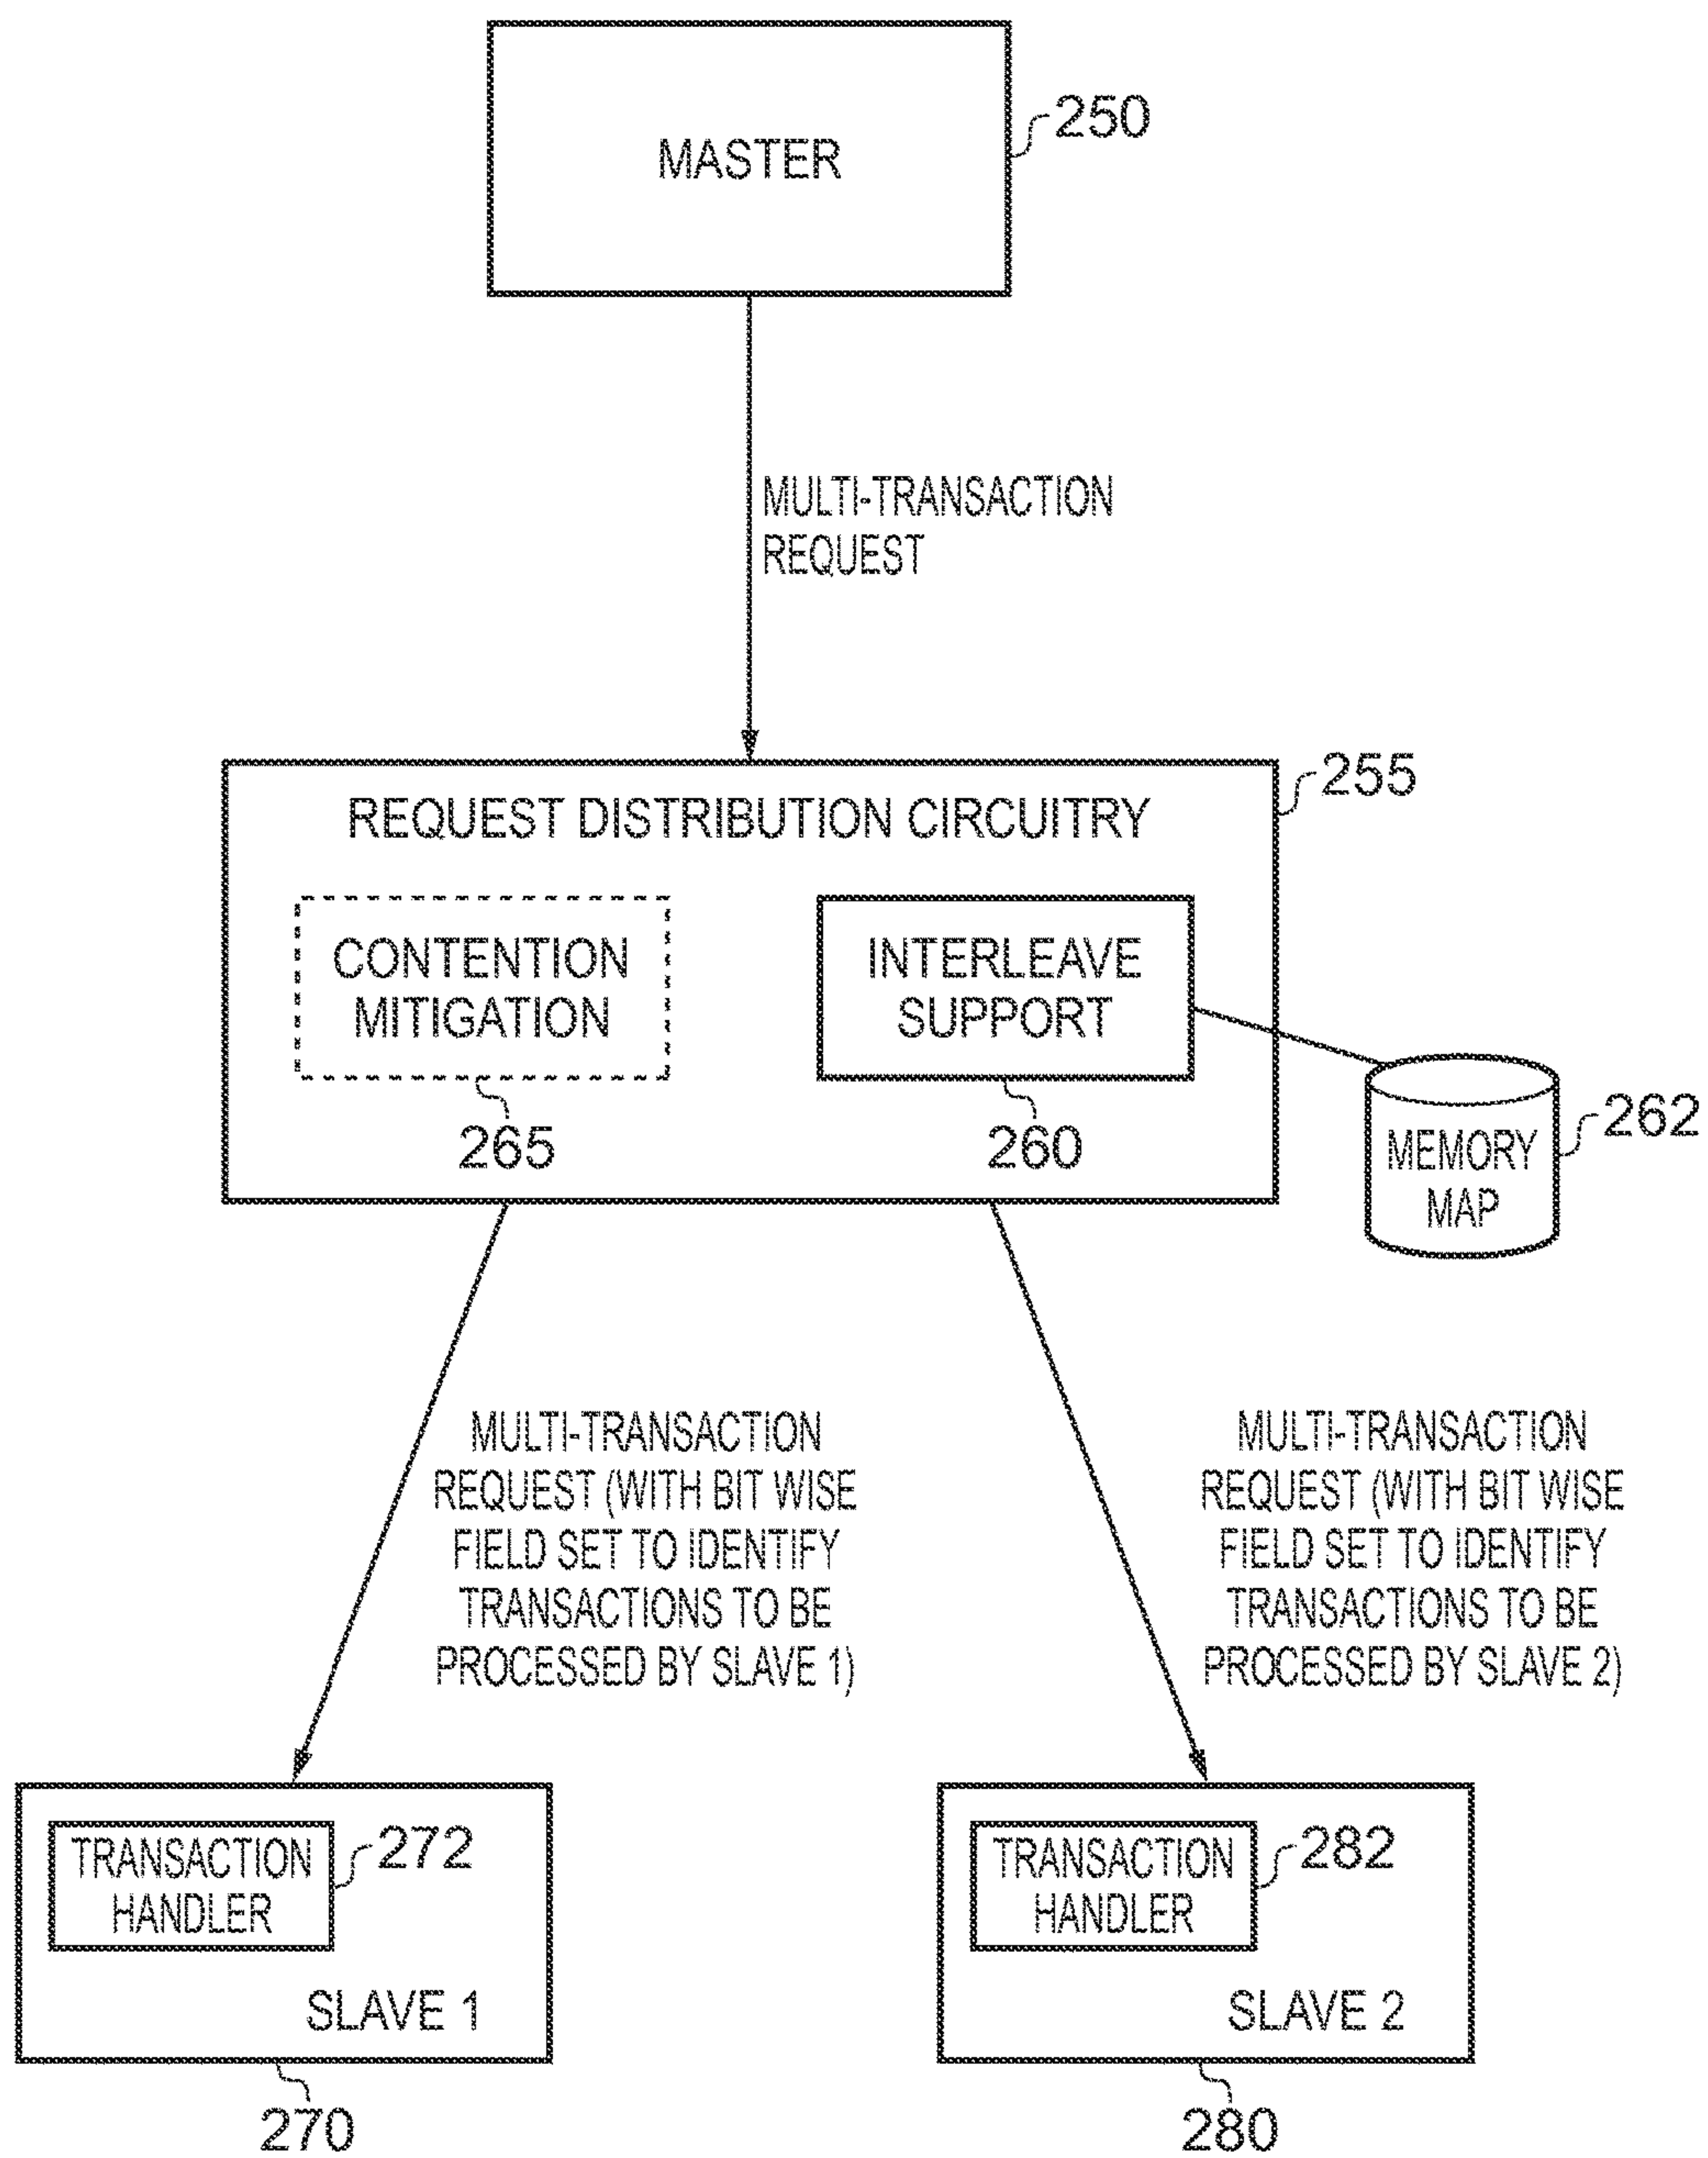 MASTER
250
MULTI-TRANSACTION
REQUEST
255
REQUEST DISTRIBUTION CIRCUITRY
CONTENTION
MITIGATION
265
INTERLEAVE
SUPPORT
260
MEMORY
MAP
262
MULTI-TRANSACTION
REQUEST (WITH BIT WISE
FIELD SET TO IDENTIFY
TRANSACTIONS TO BE
PROCESSED BY SLAVE 1)
MULTI-TRANSACTION
REQUEST (WITH BIT WISE
FIELD SET TO IDENTIFY
TRANSACTIONS TO BE
PROCESSED BY SLAVE 2)
TRANSACTION
HANDLER
272
SLAVE 1
270
TRANSACTION
HANDLER
282
SLAVE 2
280